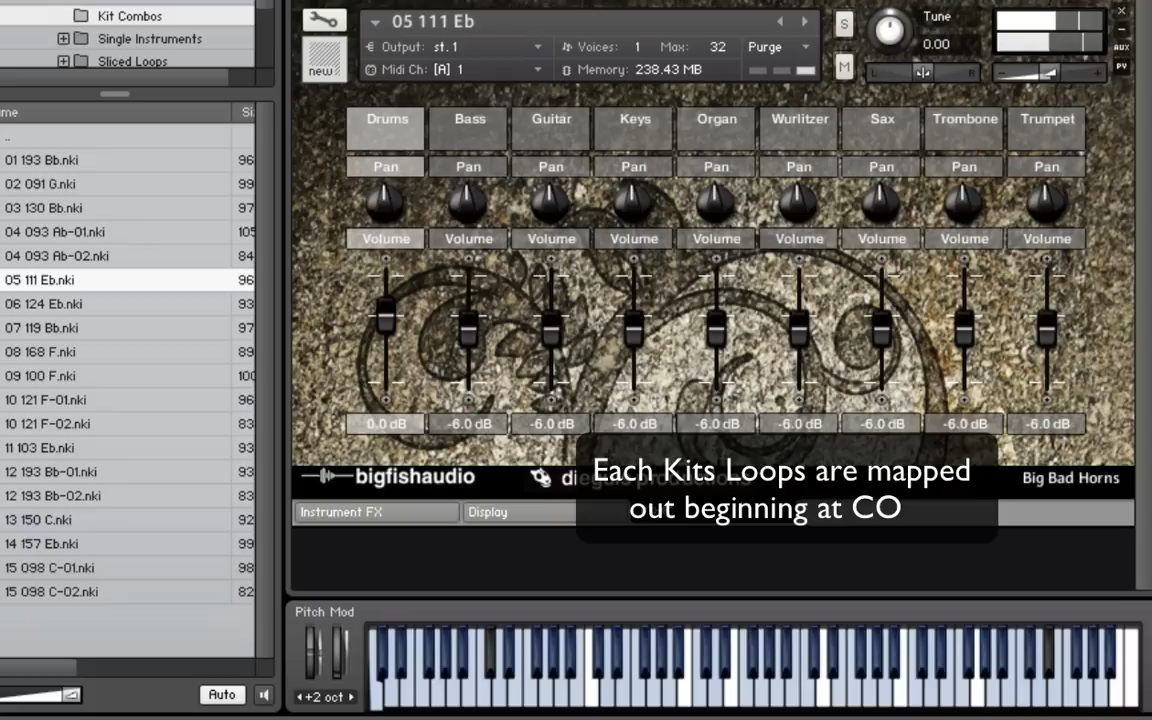 Kit Combos
Single Instruments
Sliced Loops
me
Si
..
01 193 Bb.nki 96
02 091 G.nki 99
03 130 Bb.nki 97
04 093 Ab-01.nki 105
04 093 Ab-02.nki 84
05 111 Eb.nki 96
06 124 Eb.nki 93
07 119 Bb.nki 97
08 168 F.nki 89
09 100 F.nki 100
10 121 F-01.nki 96
10 121 F-02.nki 83
11 103 Eb.nki 93
12 193 Bb-01.nki 93
12 193 Bb-02.nki 83
13 150 C.nki 92
14 157 Eb.nki 99
15 098 C-01.nki 98
15 098 C-02.nki 82
Auto
new
05 111 Eb
Output: st.1 Voices: 1 Max: 32 Purge
Midi Ch: [A] 1 Memory: 238.43 MB
S
M
Tune
0.00
L R
- +
×
-
AUX
PV
Drums Bass Guitar Keys Organ Wurlitzer Sax Trombone Trumpet
Pan Pan Pan Pan Pan Pan Pan Pan Pan
Volume Volume Volume Volume Volume Volume Volume Volume Volume
0.0 dB -6.0 dB -6.0 dB -6.0 dB -6.0 dB -6.0 dB -6.0 dB -6.0 dB -6.0 dB
bigfishaudio
Big Bad Horns
Each Kits Loops are mapped
out beginning at CO
Instrument FX Display
Pitch Mod
+2 oct